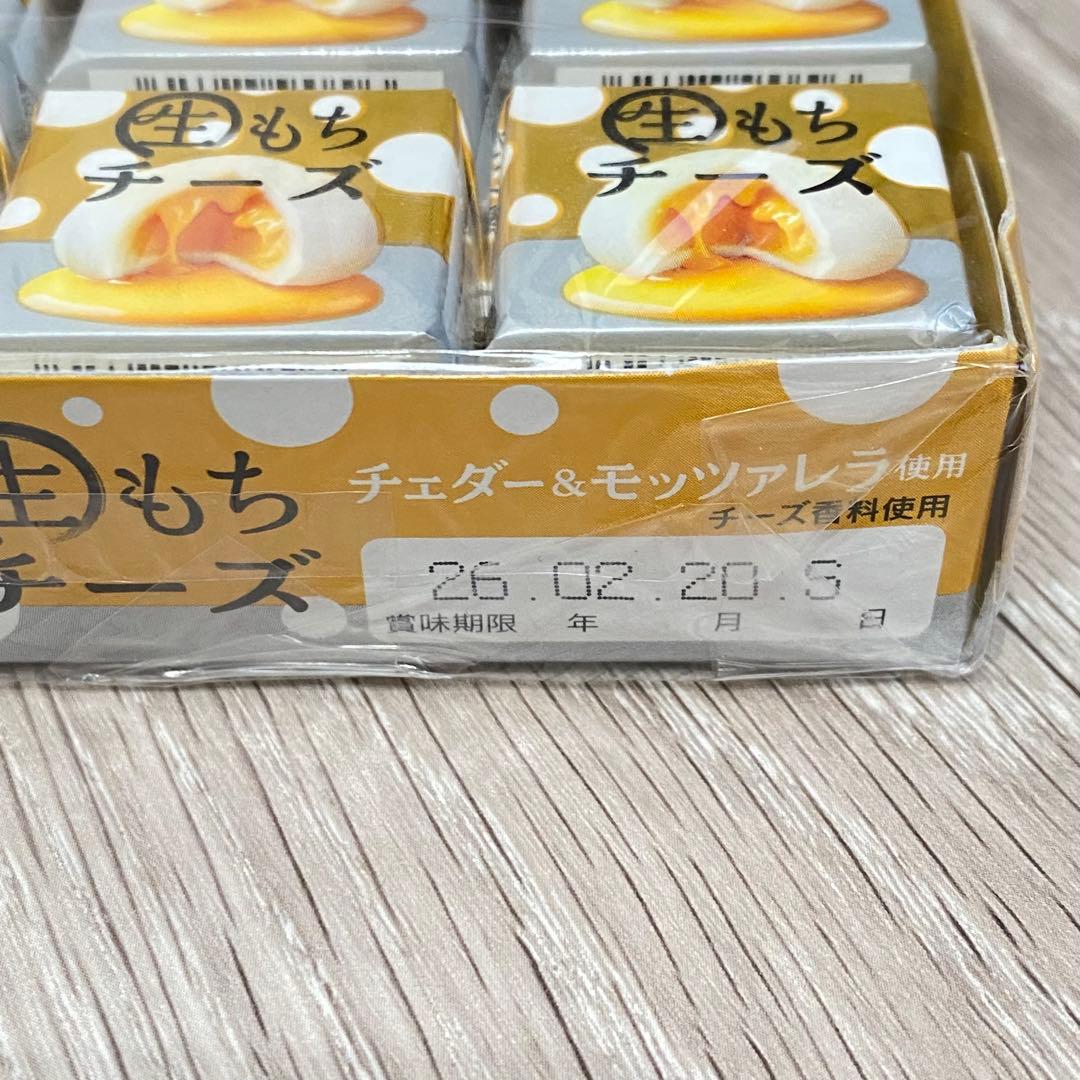 生もち
チーズ
生もち
チーズ
生もち
チーズ
チェダー&モッツァレラ使用
チーズ香料使用
26.02.20.S
賞味期限 年 月 日